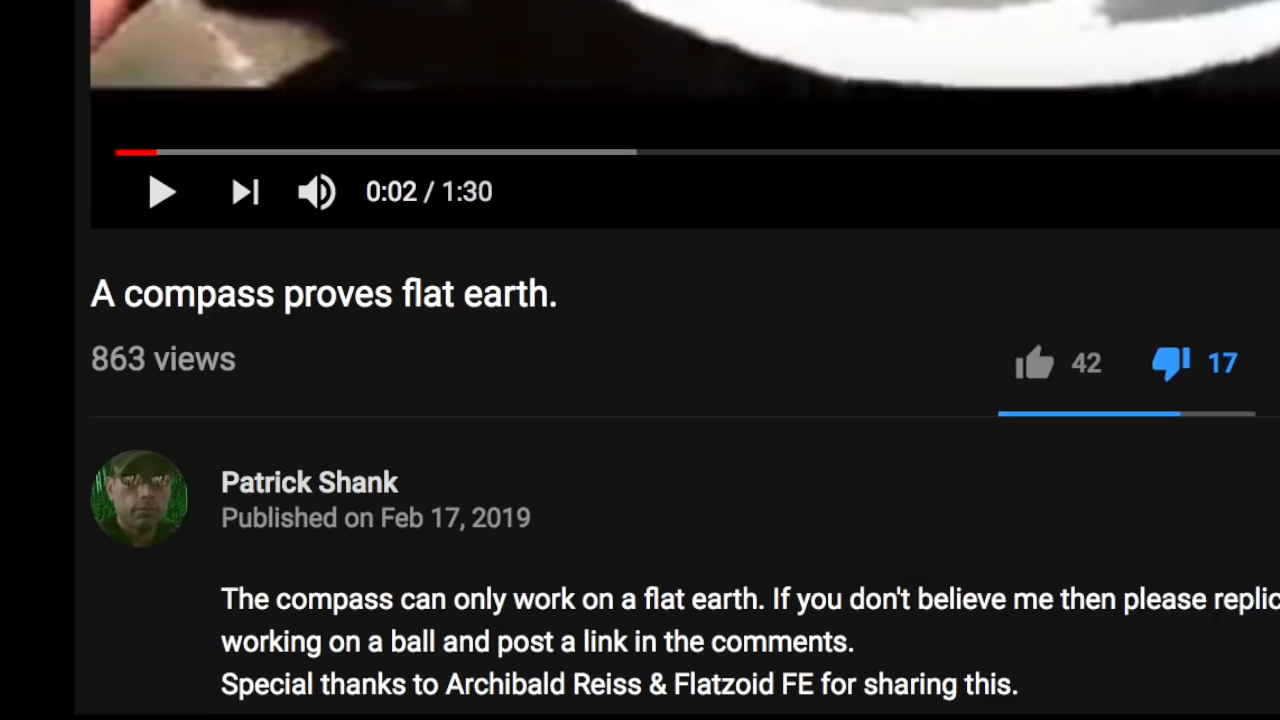 0:02 / 1:30
A compass proves flat earth.
863 views
42
17
Patrick Shank
Published on Feb 17, 2019
The compass can only work on a flat earth. If you don't believe me then please
working on a ball and post a link in the comments.
Special thanks to Archibald Reiss & Flatzoid FE for sharing this.